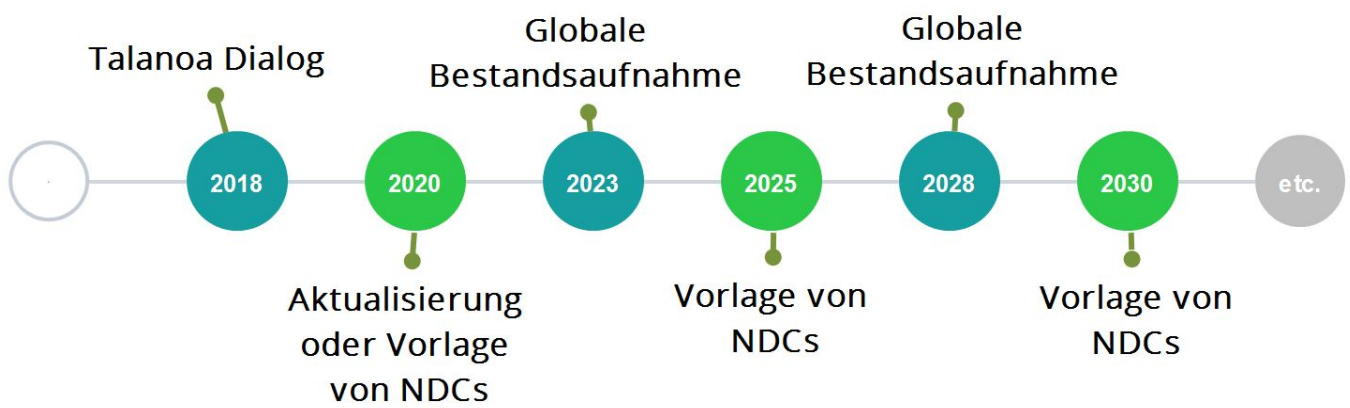 Talanoa Dialog
Globale
Bestandsaufnahme
Globale
Bestandsaufnahme
2018
2020
2023
2025
2028
2030
etc.
Aktualisierung
oder Vorlage
von NDCs
Vorlage von
NDCs
Vorlage von
NDCs